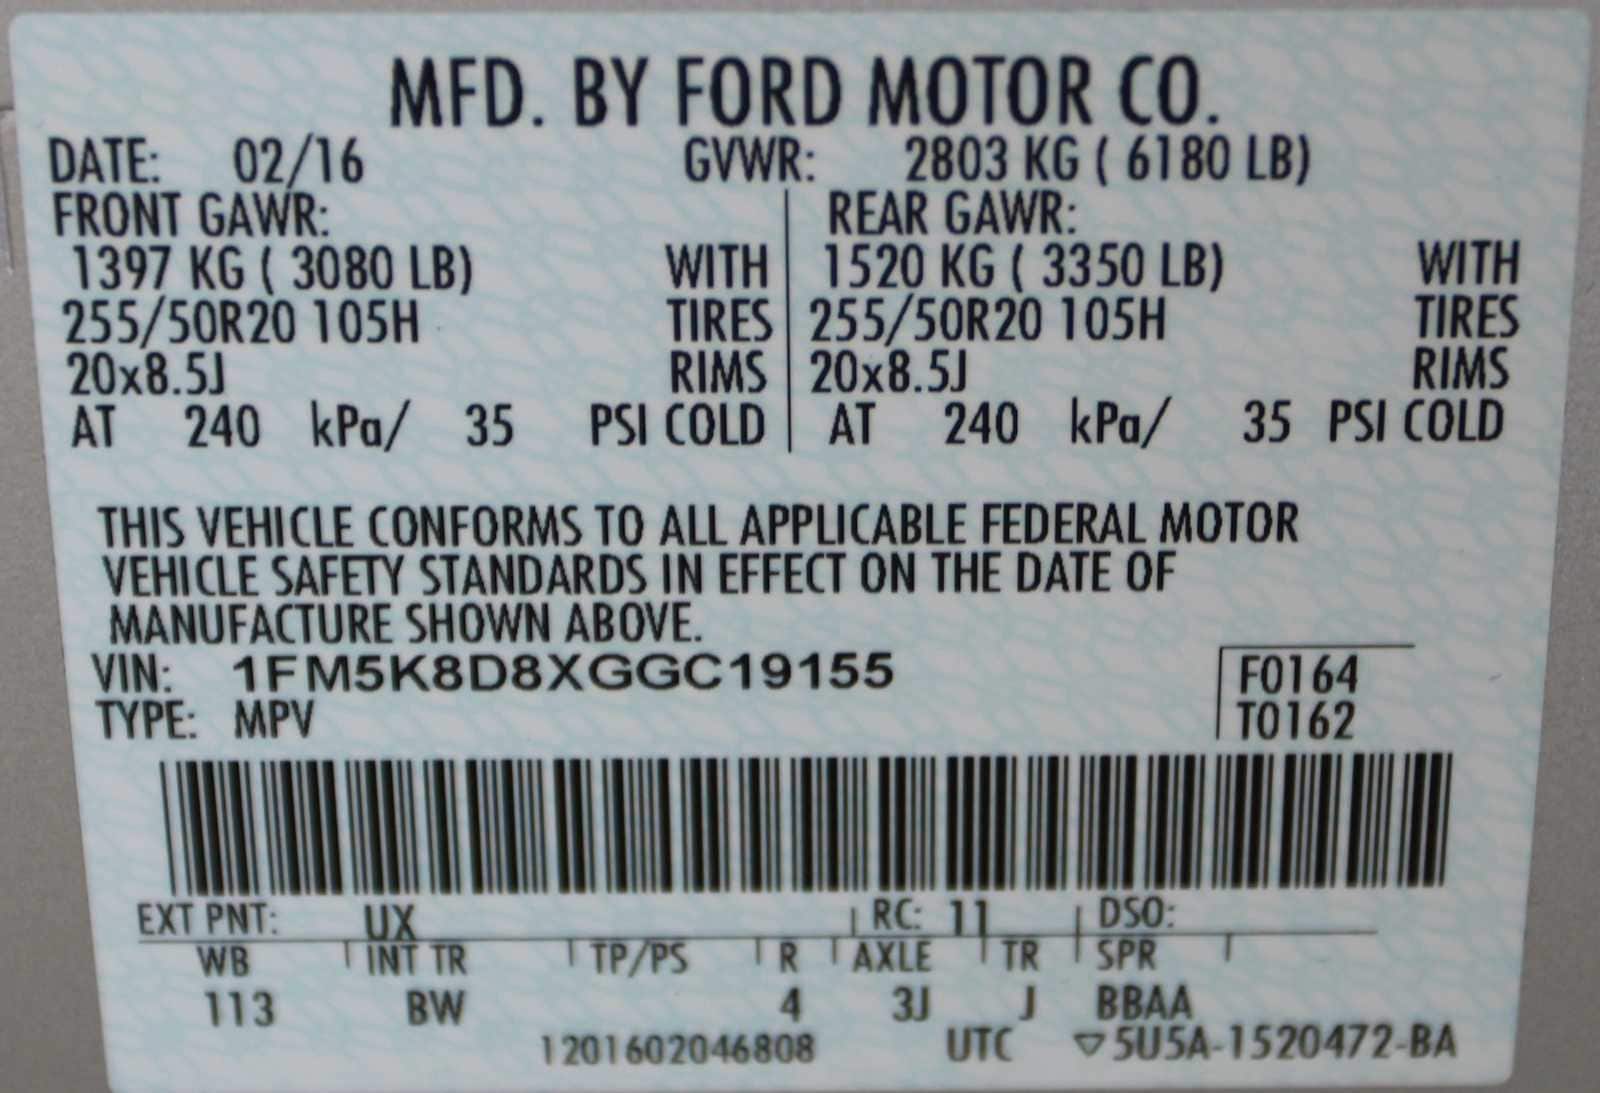 MFD. BY FORD MOTOR CO.
DATE: 02/16 GVWR: 2803 KG ( 6180 LB)
FRONT GAWR: REAR GAWR:
1397 KG ( 3080 LB) WITH 1520 KG ( 3350 LB) WITH
255/50R20 105H TIRES 255/50R20 105H TIRES
20x8.5J RIMS 20x8.5J RIMS
AT 240 kPa/ 35 PSI COLD AT 240 kPa/ 35 PSI COLD
THIS VEHICLE CONFORMS TO ALL APPLICABLE FEDERAL MOTOR
VEHICLE SAFETY STANDARDS IN EFFECT ON THE DATE OF
MANUFACTURE SHOWN ABOVE.
VIN: 1FM5K8D8XGGC19155 F0164
TYPE: MPV T0162
EXT PNT: UX RC: 11 DSO:
WB INT TR TP/PS R AXLE TR SPR
113 BW 4 3J J BBAA
1201602046808 UTC ▽5U5A-1520472-BA